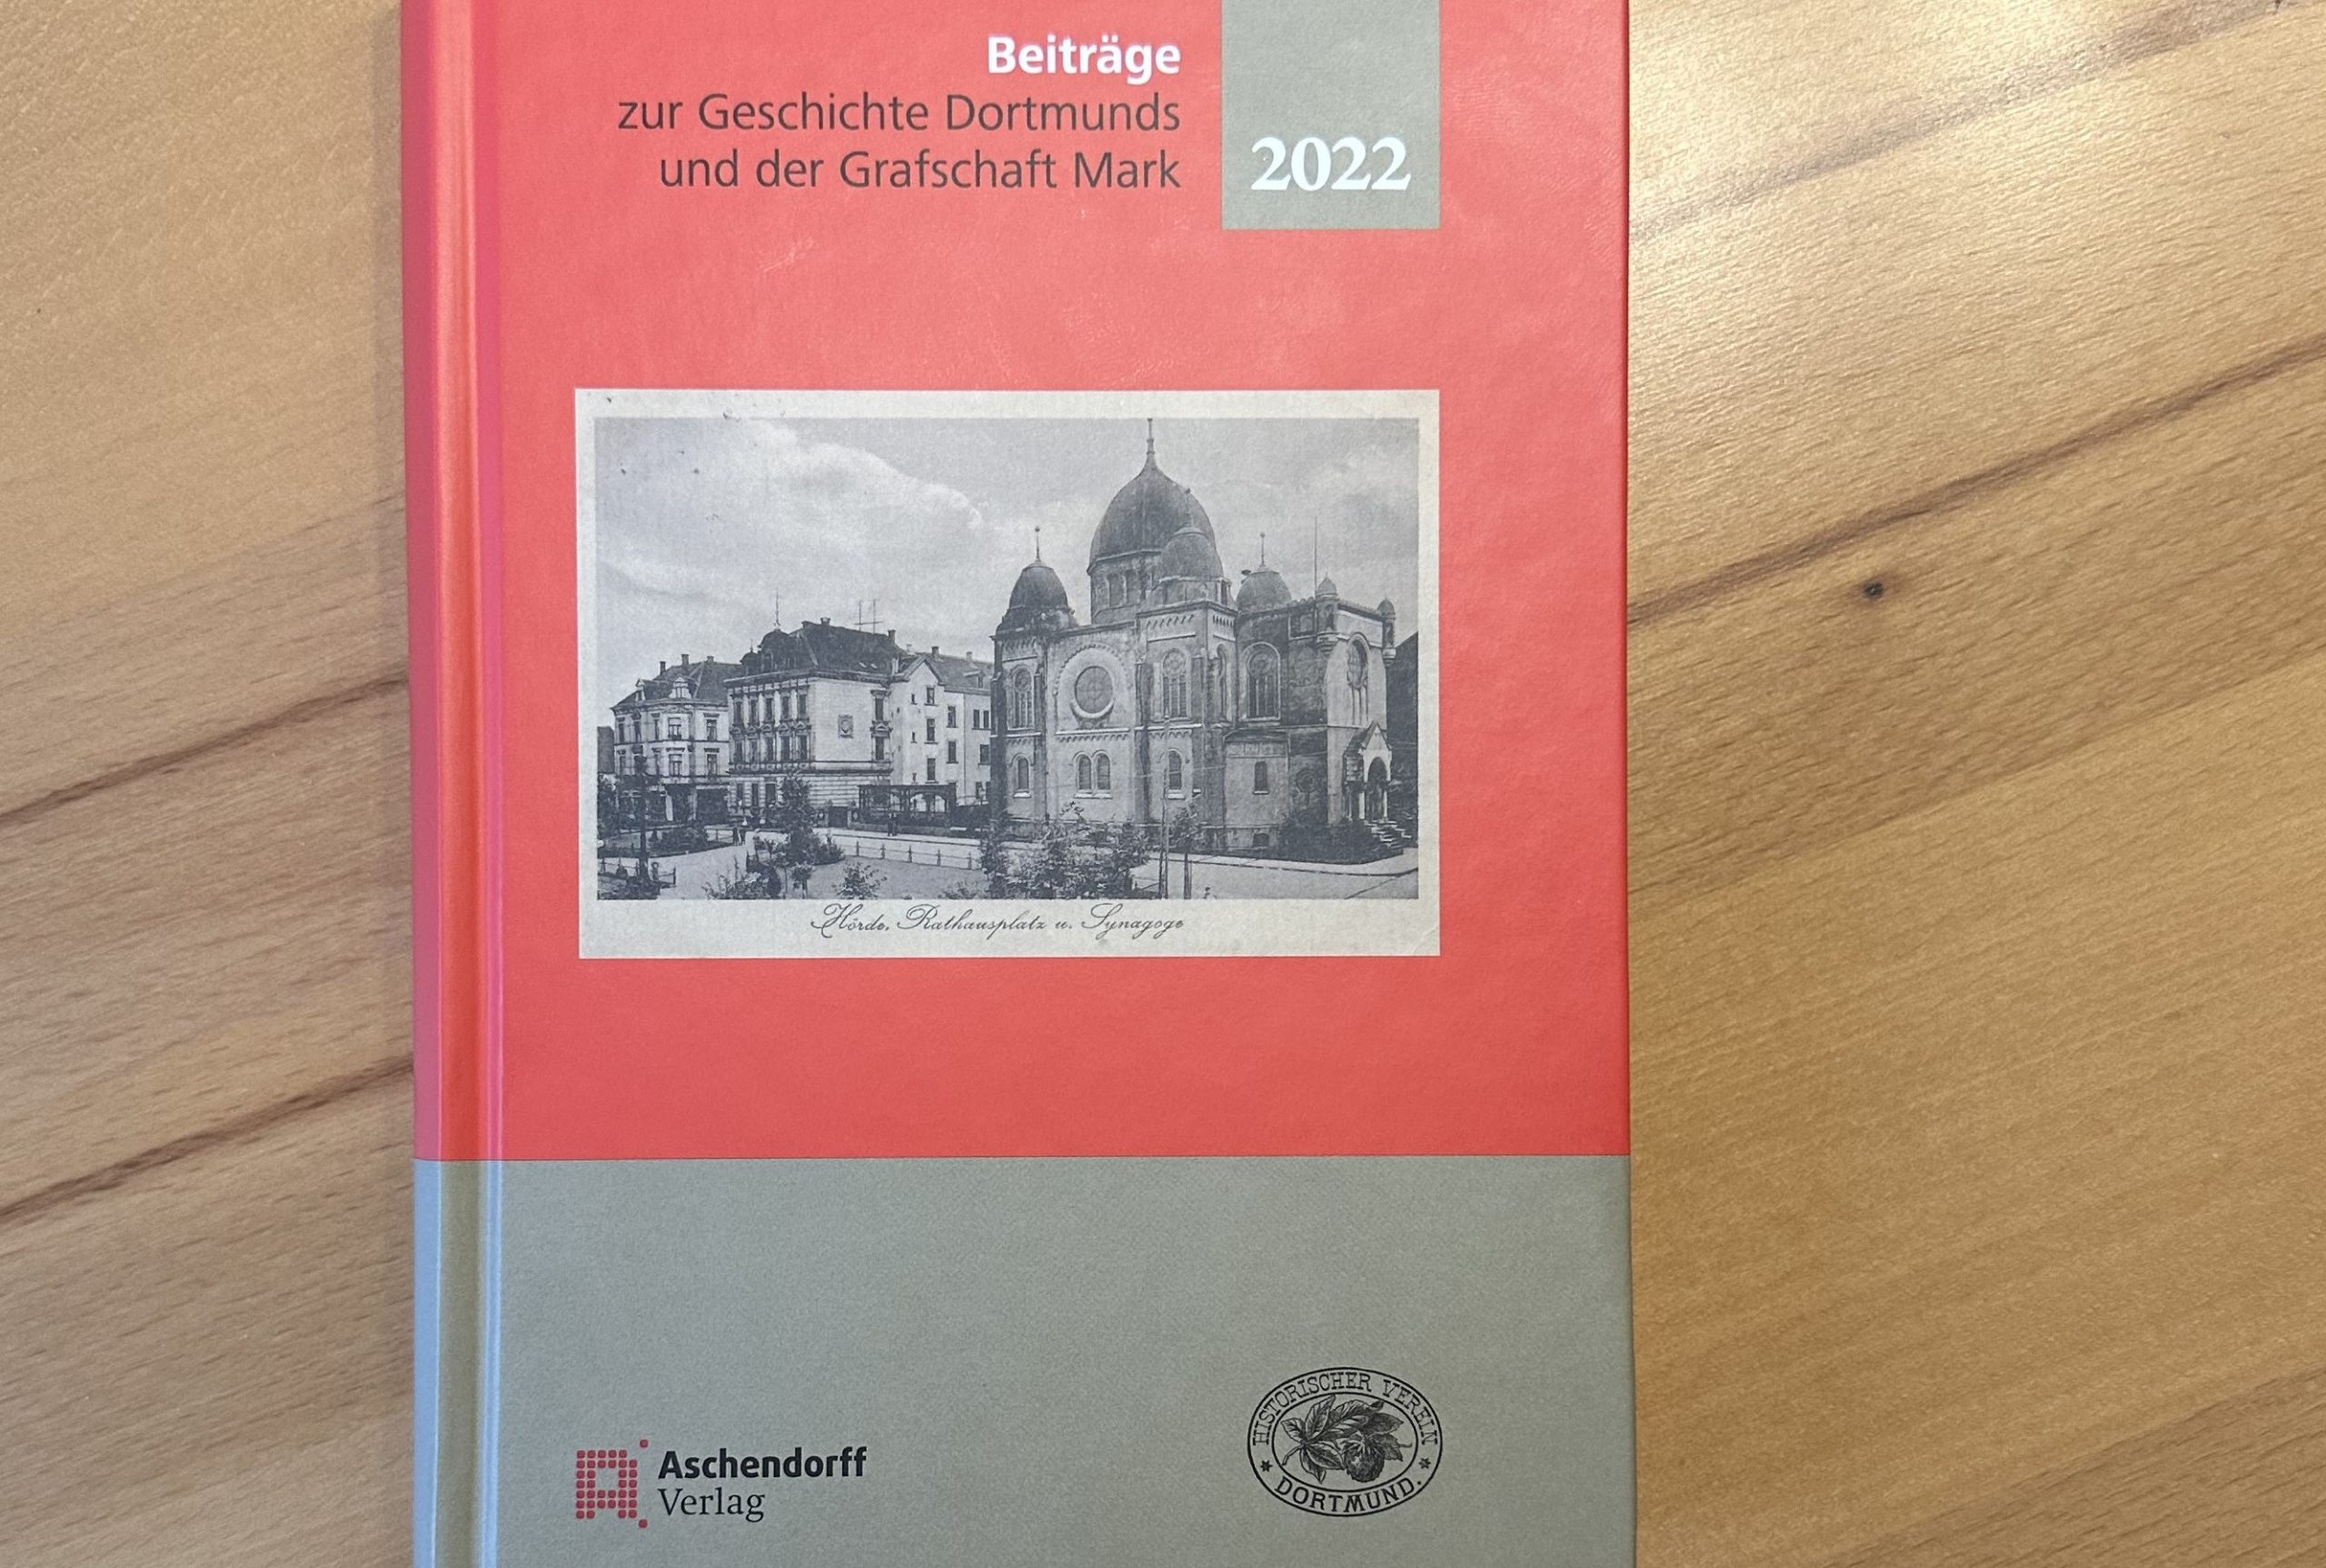 Beiträge
zur Geschichte Dortmunds
und der Grafschaft Mark
2022
Hörde, Rathausplatz u. Synagoge
Aschendorff
Verlag
HISTORISCHER VEREIN
DORTMUND.